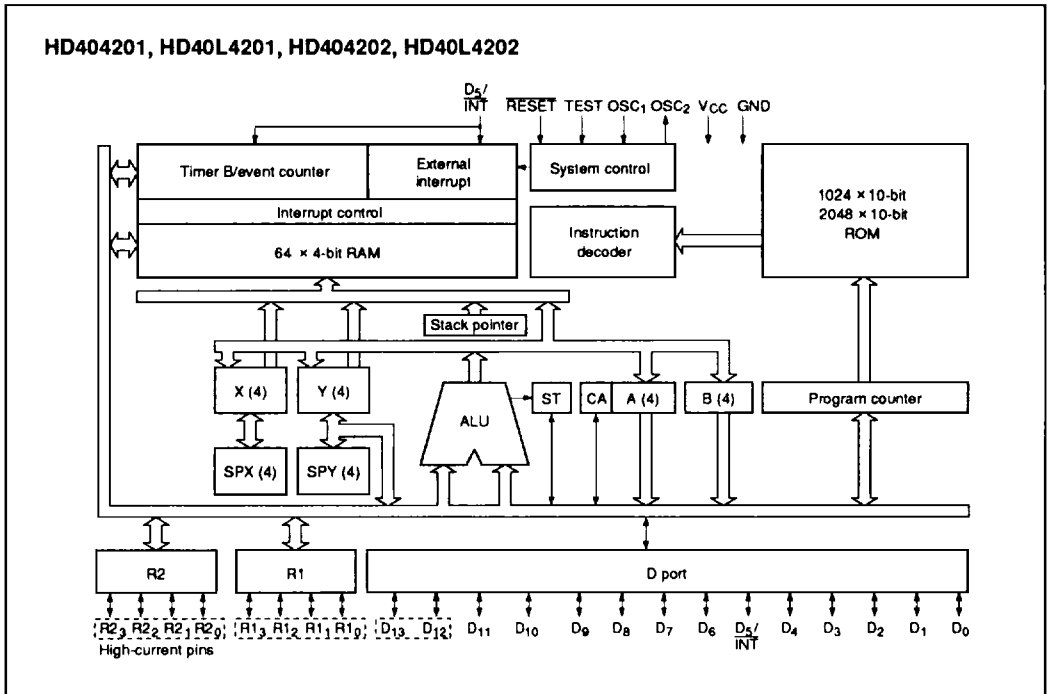 HD404201, HD40L4201, HD404202, HD40L4202
D5/
INT
RESET TEST OSC1 OSC2 VCC GND
Timer B/event counter
External
interrupt
System control
1024 × 10-bit
2048 × 10-bit
ROM
Interrupt control
Instruction
decoder
64 × 4-bit RAM
Stack pointer
X (4)
Y (4)
ALU
ST
CA
A (4)
B (4)
Program counter
SPX (4)
SPY (4)
R2
R1
D port
R23 R22 R21 R20
R13 R12 R11 R10
D13 D12 D11 D10 D9 D8 D7 D6 D5/ D4 D3 D2 D1 D0
INT
High-current pins